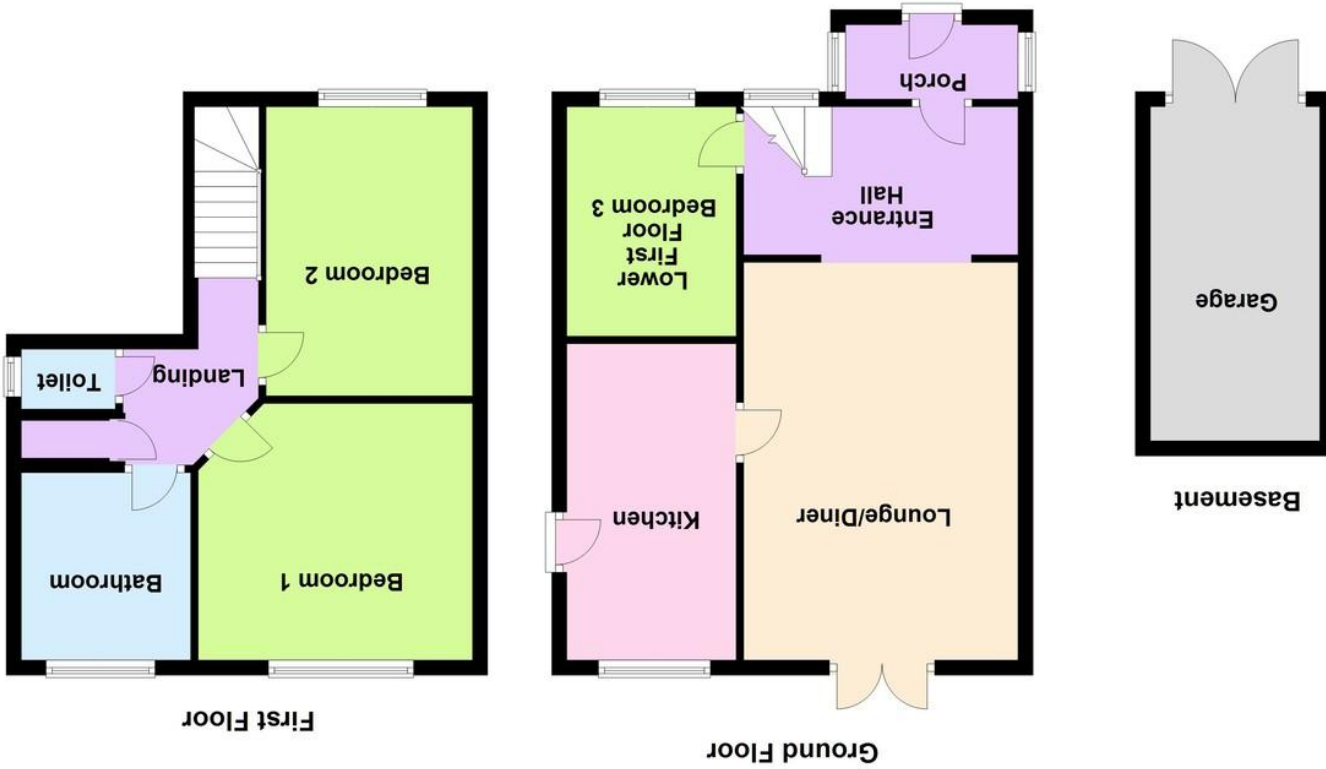 Basement
Garage
Ground Floor
Lounge/Diner
Kitchen
Lower
First
Floor
Bedroom 3
Entrance
Hall
Porch
First Floor
Bedroom 1
Bathroom
Landing
Toilet
Bedroom 2